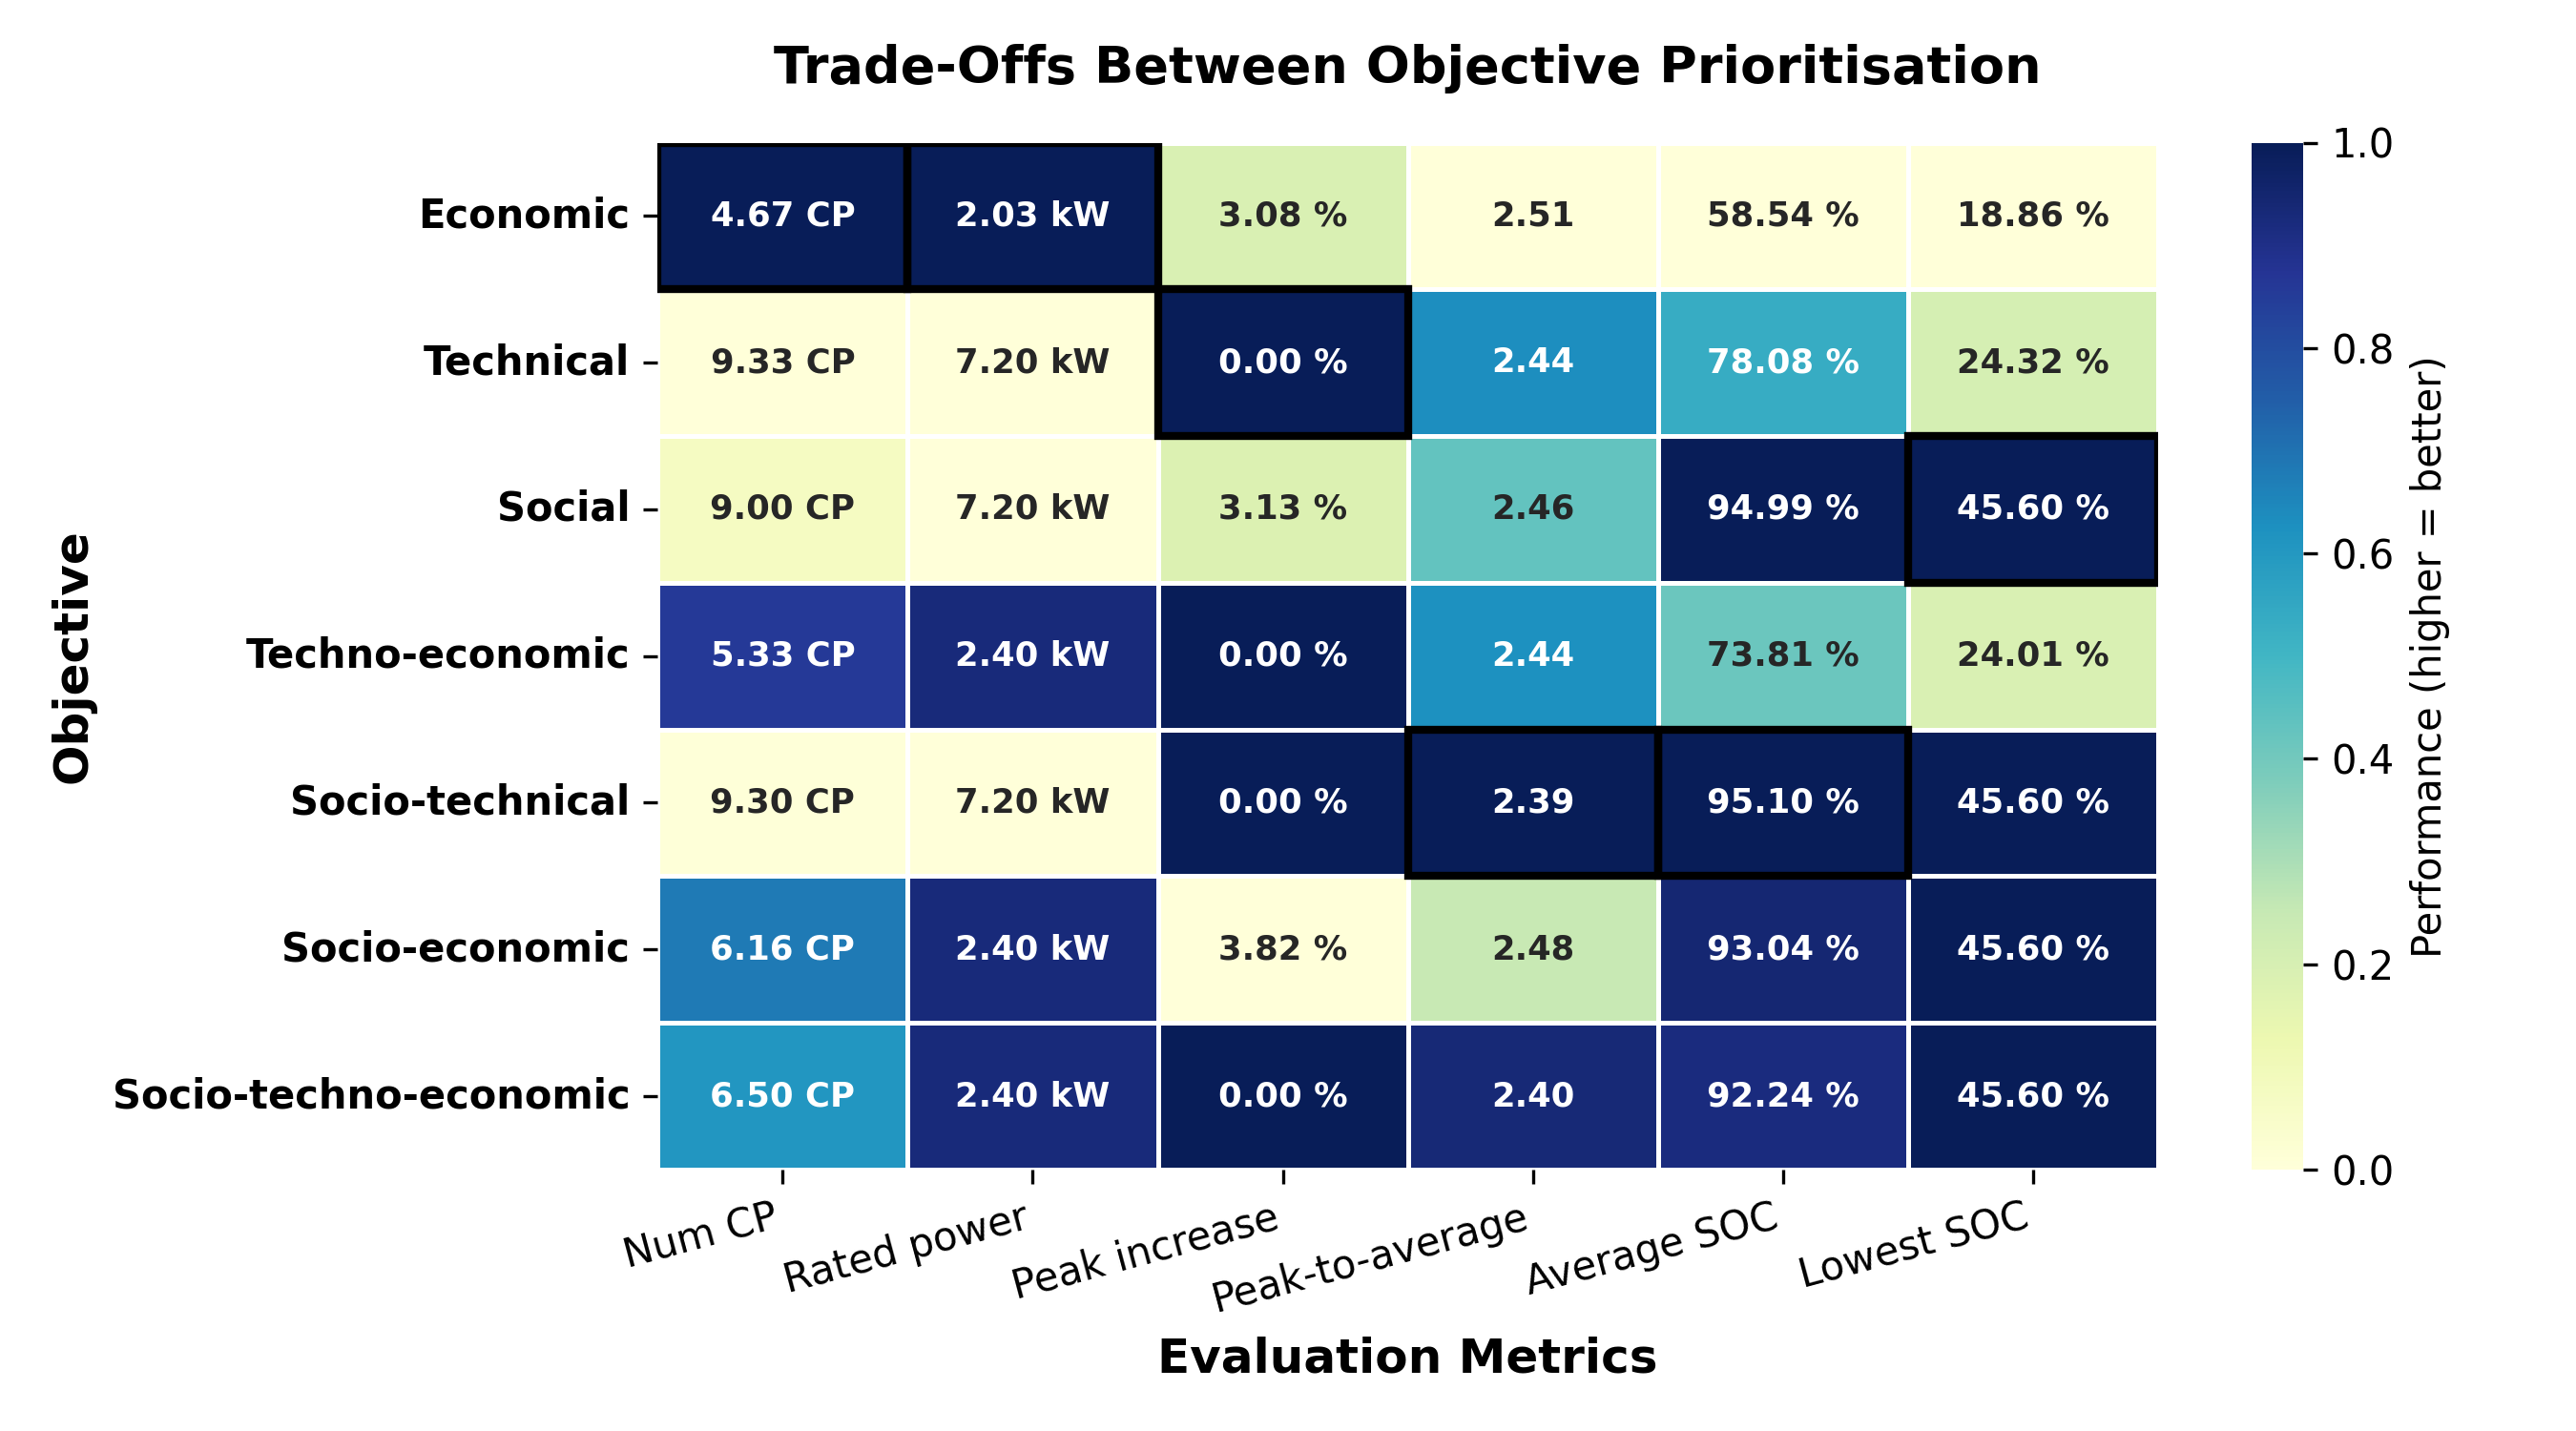 Trade-Offs Between Objective Prioritisation
Objective
Economic 4.67 CP 2.03 kW 3.08 % 2.51 58.54 % 18.86 %
Technical 9.33 CP 7.20 kW 0.00 % 2.44 78.08 % 24.32 %
Social 9.00 CP 7.20 kW 3.13 % 2.46 94.99 % 45.60 %
Techno-economic 5.33 CP 2.40 kW 0.00 % 2.44 73.81 % 24.01 %
Socio-technical 9.30 CP 7.20 kW 0.00 % 2.39 95.10 % 45.60 %
Socio-economic 6.16 CP 2.40 kW 3.82 % 2.48 93.04 % 45.60 %
Socio-techno-economic 6.50 CP 2.40 kW 0.00 % 2.40 92.24 % 45.60 %
Num CP Rated power Peak increase Peak-to-average Average SOC Lowest SOC
Evaluation Metrics
1.0
0.8
0.6
0.4
0.2
0.0
Performance (higher = better)